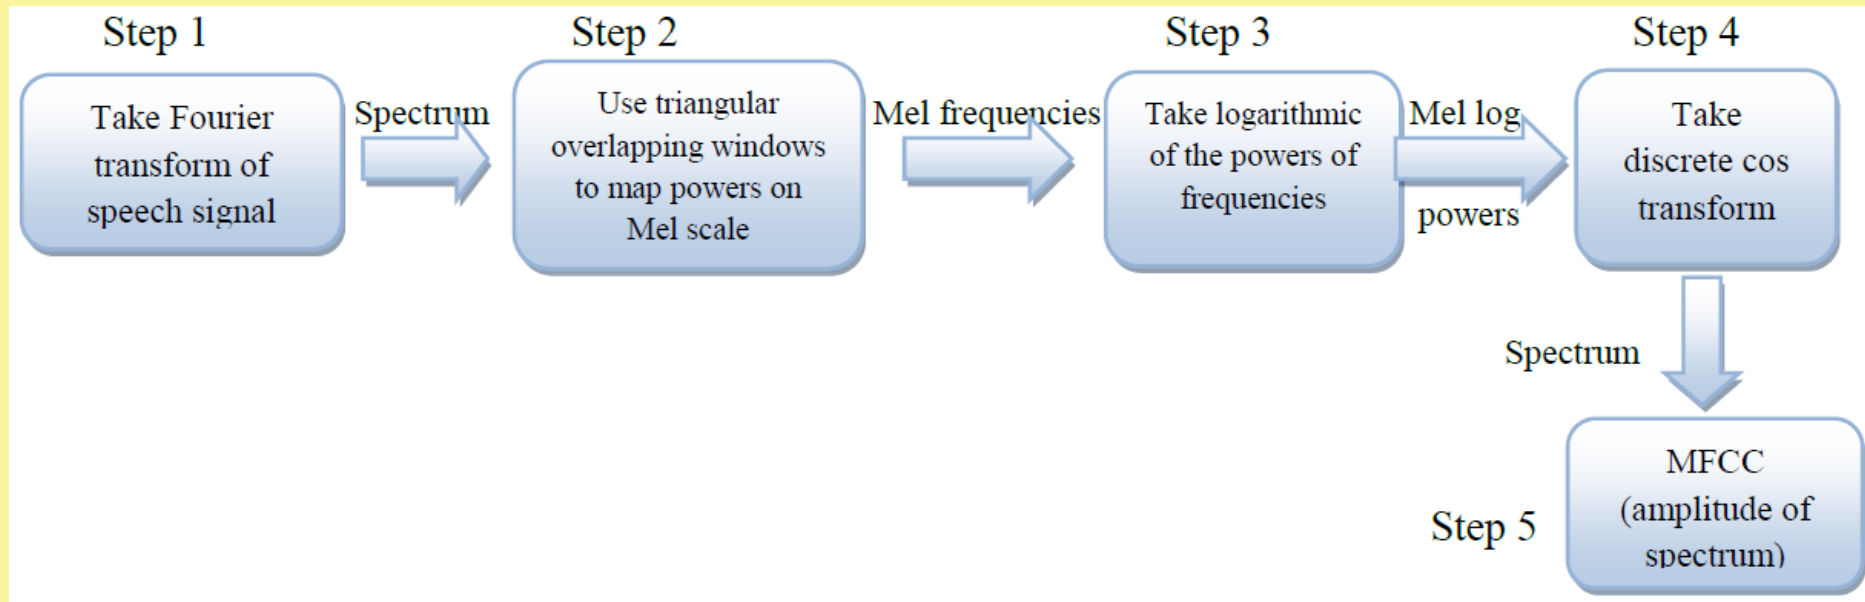 Step 1
Take Fourier
transform of
speech signal
Spectrum
Step 2
Use triangular
overlapping windows
to map powers on
Mel scale
Mel frequencies
Step 3
Take logarithmic
of the powers of
frequencies
Mel log
powers
Step 4
Take
discrete cos
transform
Spectrum
Step 5
MFCC
(amplitude of
spectrum)